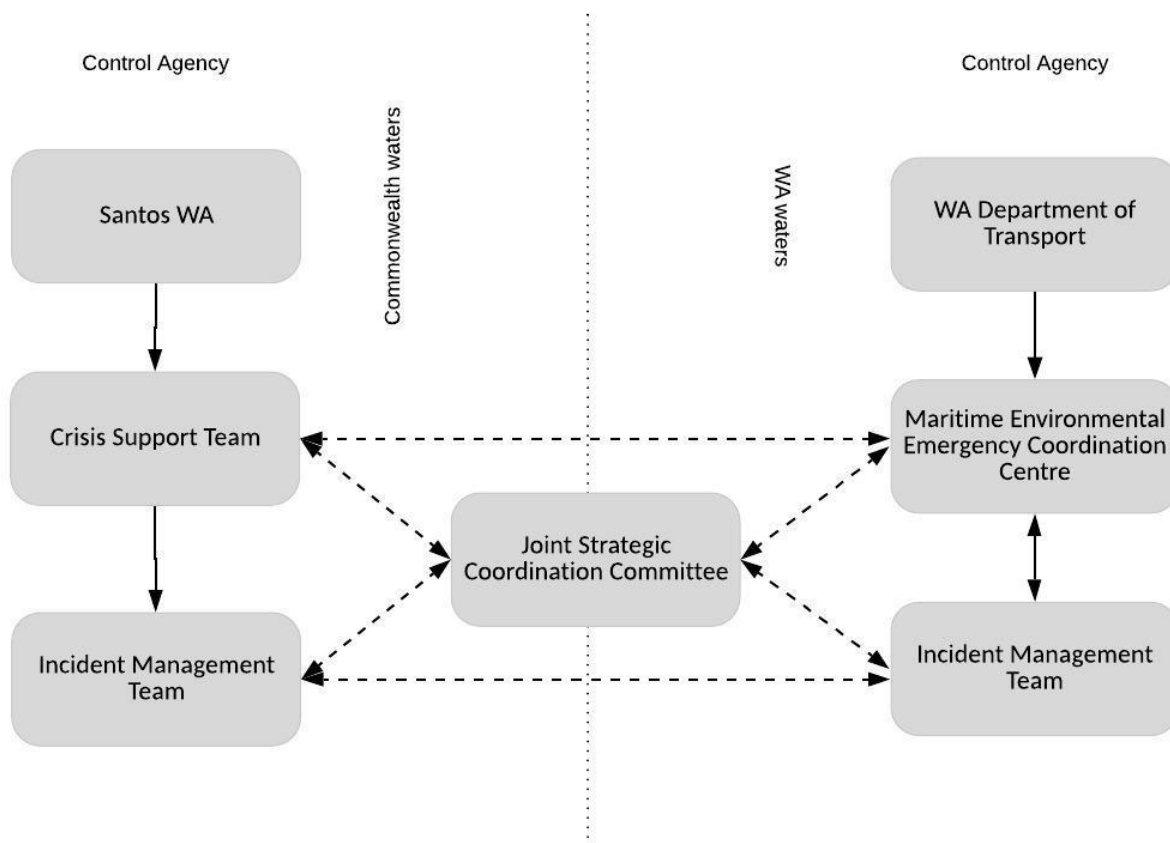 Control Agency
Control Agency
Commonwealth waters
WA waters
Santos WA
WA Department of
Transport
Crisis Support Team
Maritime Environmental
Emergency Coordination
Centre
Joint Strategic
Coordination Committee
Incident Management
Team
Incident Management
Team